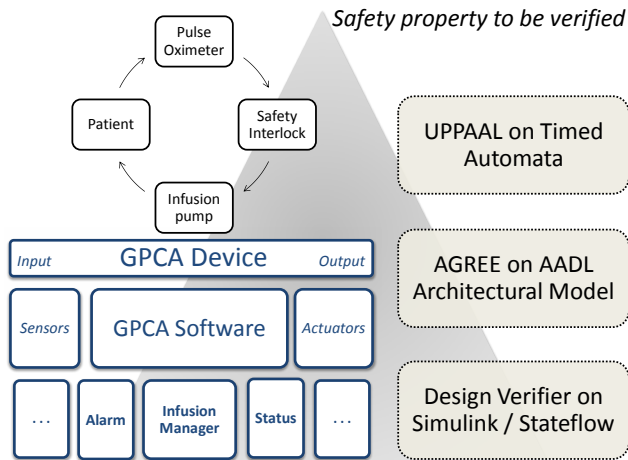 Safety property to be verified
Pulse
Oximeter
Patient
Safety
Interlock
Infusion
pump
UPPAAL on Timed
Automata
Input GPCA Device Output
AGREE on AADL
Architectural Model
Sensors GPCA Software Actuators
... Alarm Infusion
Manager Status ...
Design Verifier on
Simulink / Stateflow